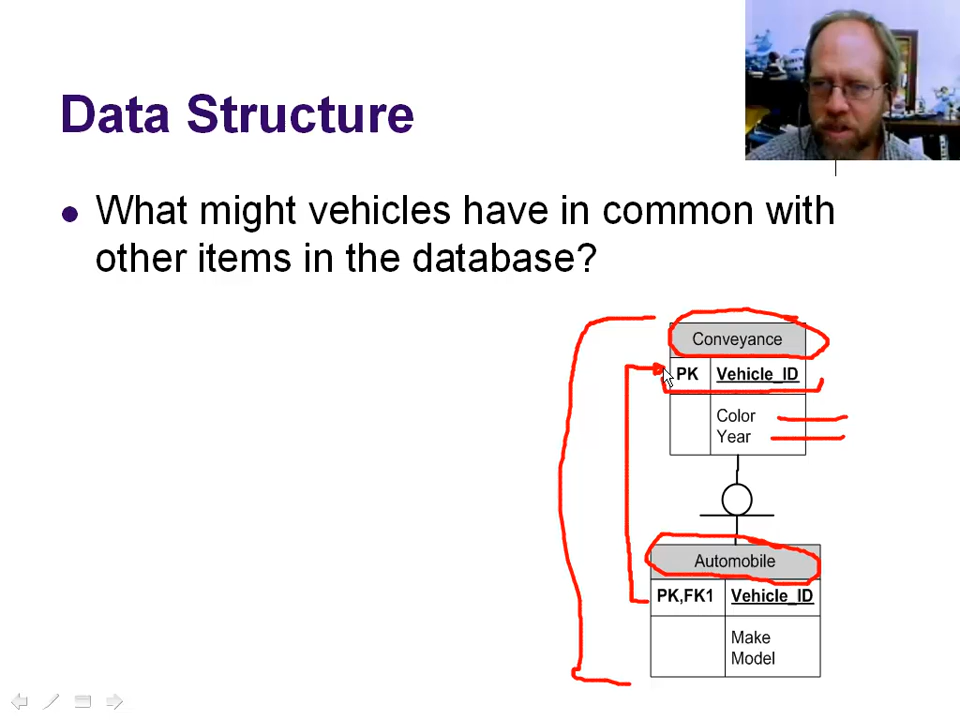 Data Structure
What might vehicles have in common with
other items in the database?
Conveyance
PK Vehicle_ID
Color
Year
Automobile
PK,FK1 Vehicle_ID
Make
Model